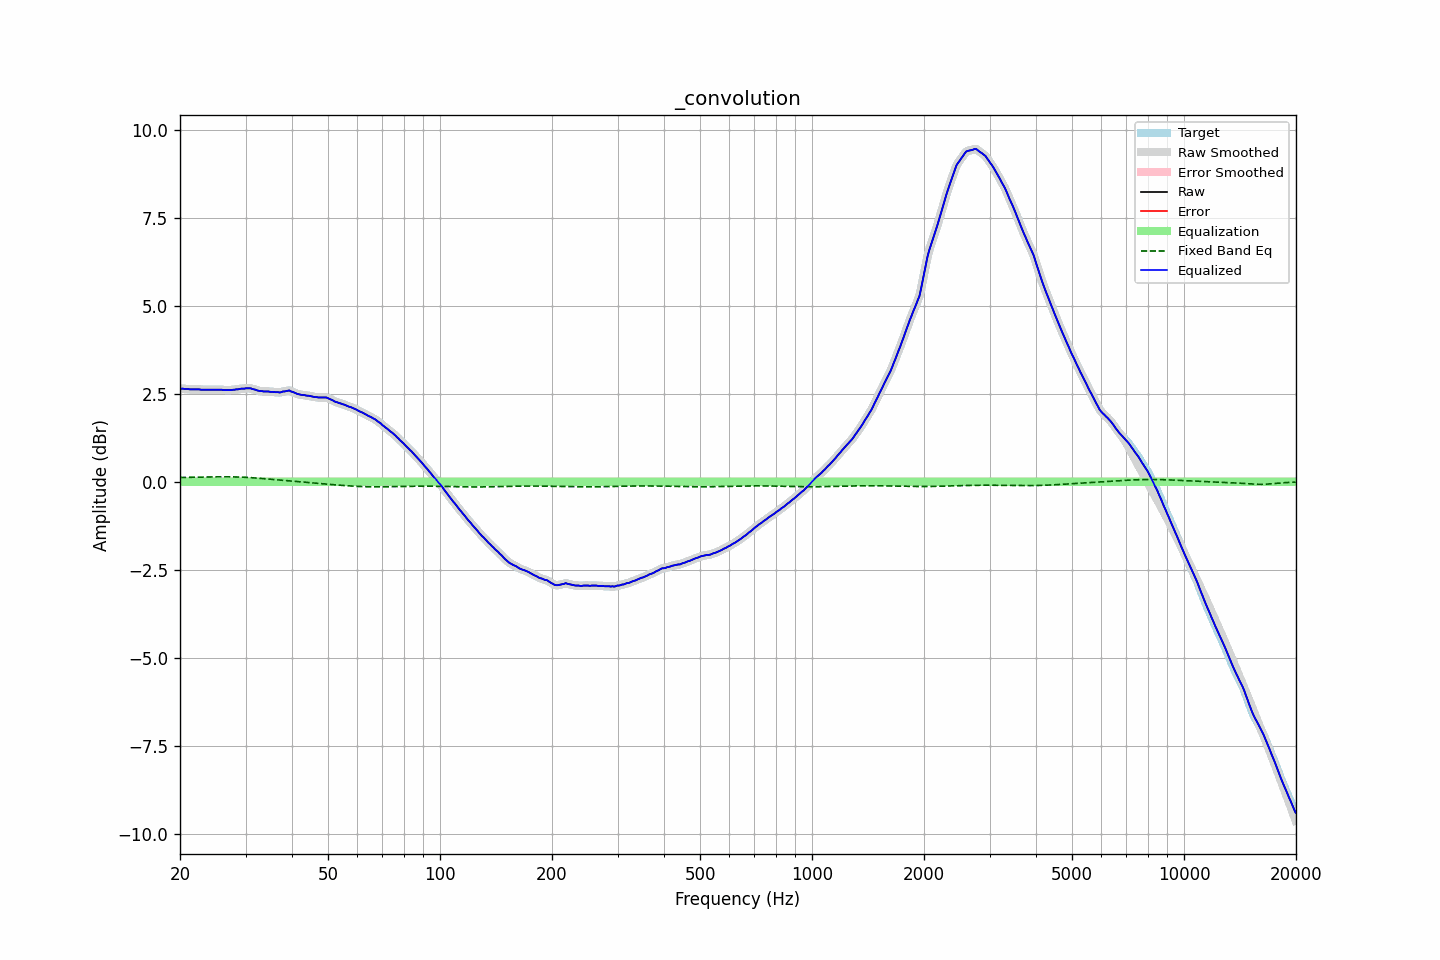 _convolution
10.0
7.5
5.0
2.5
0.0
−2.5
−5.0
−7.5
−10.0
Amplitude (dBr)
Target
Raw Smoothed
Error Smoothed
Raw
Error
Equalization
Fixed Band Eq
Equalized
20 50 100 200 500 1000 2000 5000 10000 20000
Frequency (Hz)